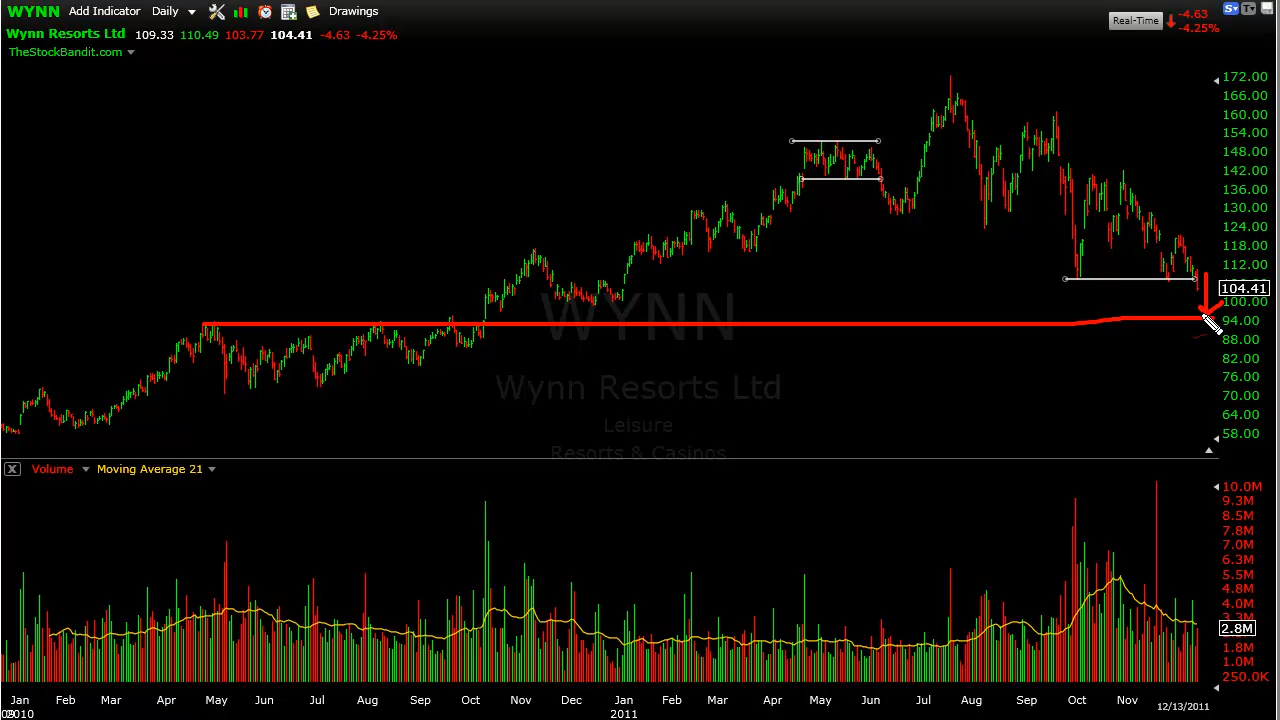 WYNN Add Indicator Daily Drawings
Wynn Resorts Ltd 109.33 110.49 103.77 104.41 -4.63 -4.25%
TheStockBandit.com
Real-Time -4.63
-4.25%
S T
172.00
166.00
160.00
154.00
148.00
142.00
136.00
130.00
124.00
118.00
112.00
104.41
100.00
94.00
88.00
82.00
76.00
70.00
64.00
58.00
WYNN
Wynn Resorts Ltd
Leisure
Resorts & Casinos
X Volume Moving Average 21
10.0M
9.3M
8.5M
7.8M
7.0M
6.3M
5.5M
4.8M
4.0M
3.3M
2.8M
1.8M
1.0M
250.0K
Jan Feb Mar Apr May Jun Jul Aug Sep Oct Nov Dec Jan Feb Mar Apr May Jun Jul Aug Sep Oct Nov
2010 2011 12/13/2011